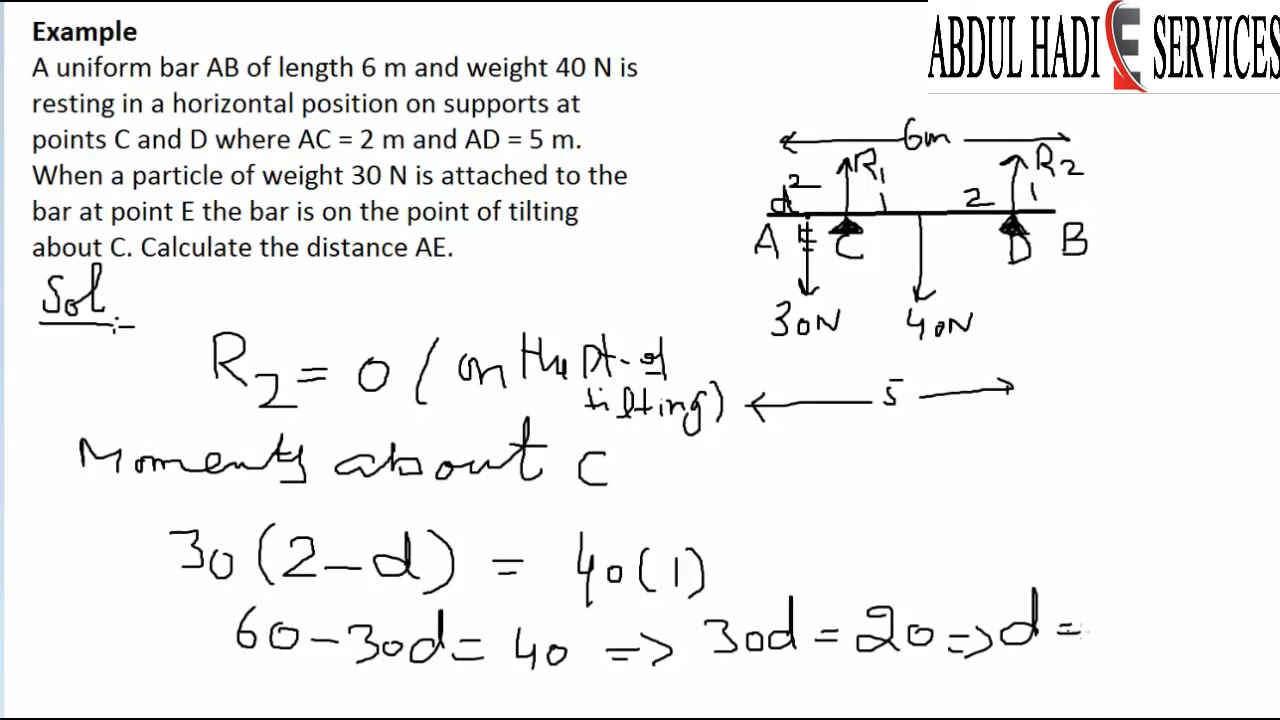 Example
A uniform bar AB of length 6 m and weight 40 N is
resting in a horizontal position on supports at
points C and D where AC = 2 m and AD = 5 m.
When a particle of weight 30 N is attached to the
bar at point E the bar is on the point of tilting
about C. Calculate the distance AE.
ABDUL HADI E SERVICES
6m
R₁ R₂
d 2 1 2 1
A E C D B
30N 40N
5
Sol:-
R₂ = 0 (on the pt. of
tilting)
Moments about C
30(2-d) = 40(1)
60-30d = 40 => 30d = 20 => d =